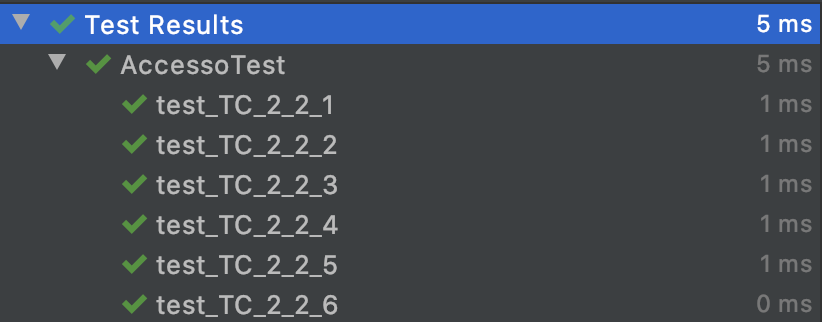 Test Results 5 ms
AccessoTest 5 ms
test_TC_2_2_1 1 ms
test_TC_2_2_2 1 ms
test_TC_2_2_3 1 ms
test_TC_2_2_4 1 ms
test_TC_2_2_5 1 ms
test_TC_2_2_6 0 ms